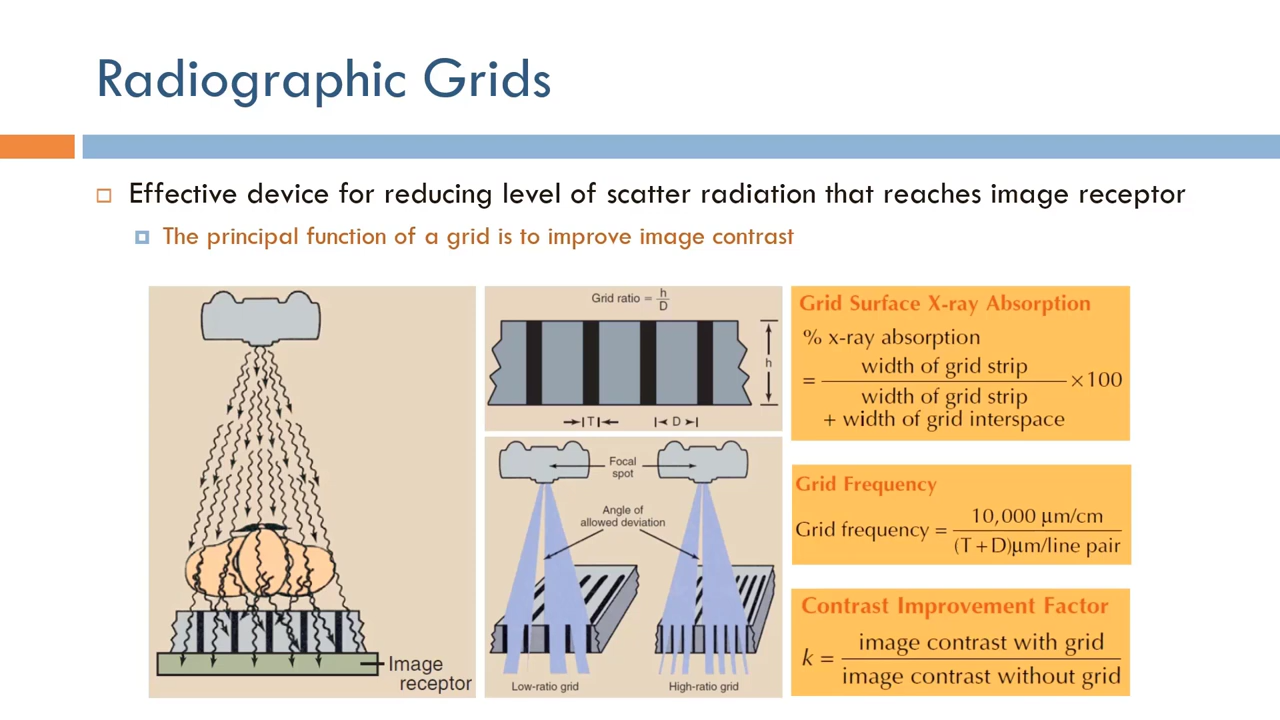 Radiographic Grids
Effective device for reducing level of scatter radiation that reaches image receptor
The principal function of a grid is to improve image contrast
Image
receptor
Grid ratio = h/D
h
T
D
Focal
spot
Angle of
allowed deviation
Low-ratio grid
High-ratio grid
Grid Surface X-ray Absorption
% x-ray absorption
= width of grid strip
width of grid strip
+ width of grid interspace
×100
Grid Frequency
Grid frequency = 10,000 µm/cm
(T+D)µm/line pair
Contrast Improvement Factor
k = image contrast with grid
image contrast without grid